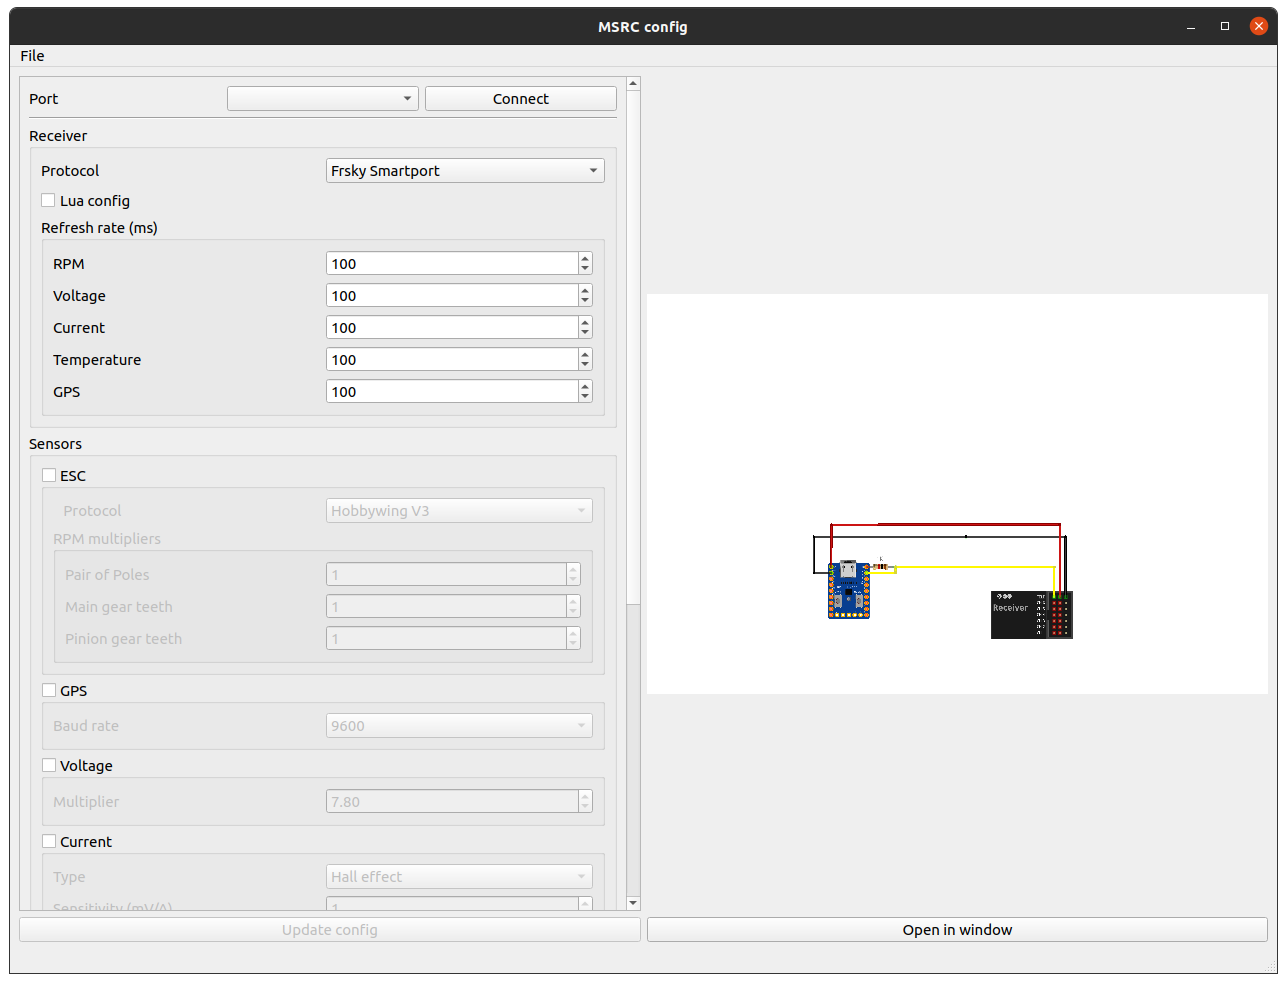 MSRC config
File
Port
Connect
Receiver
Protocol
Frsky Smartport
Lua config
Refresh rate (ms)
RPM
100
Voltage
100
Current
100
Temperature
100
GPS
100
Sensors
ESC
Protocol
Hobbywing V3
RPM multipliers
Pair of Poles
1
Main gear teeth
1
Pinion gear teeth
1
GPS
Baud rate
9600
Voltage
Multiplier
7.80
Current
Type
Hall effect
Sensitivity (mV/A)
1
Receiver
Update config
Open in window